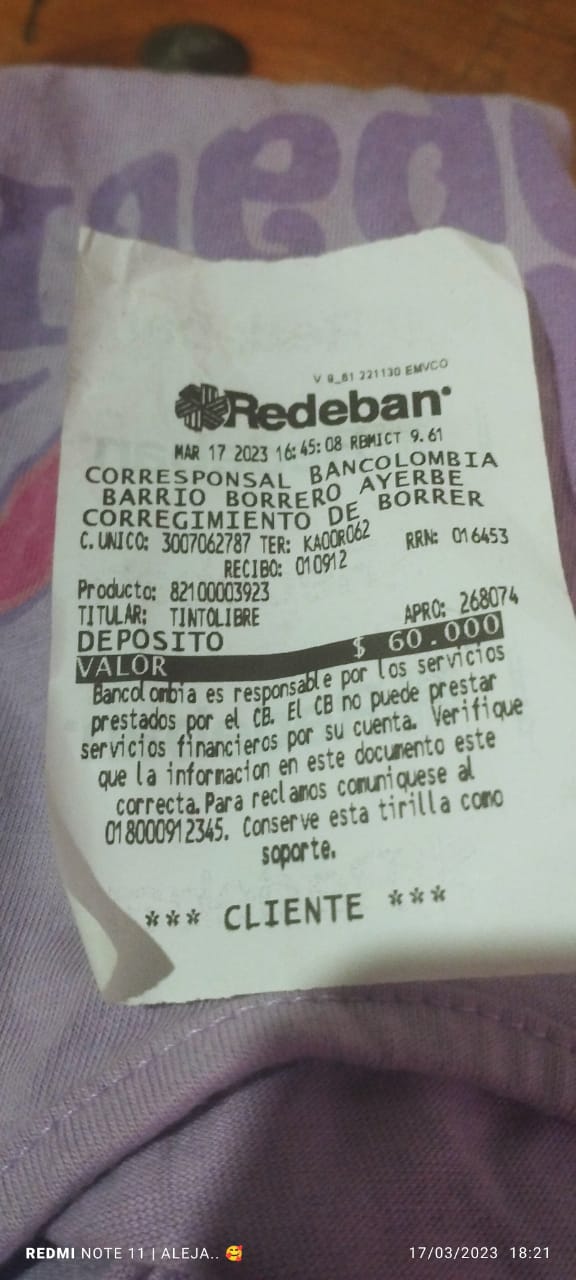 V 9_61 221130 EMVCO
Redeban
MAR 17 2023 16:45:08 RBMICT 9.61
CORRESPONSAL BANCOLOMBIA
BARRIO BORRERO AYERBE
CORREGIMIENTO DE BORRER
C.UNICO: 3007062787 TER: KAOOR062 RRN: 016453
RECIBO: 010912
Producto: 82100003923
TITULAR: TINTOLIBRE APRO: 268074
DEPOSITO
VALOR $ 60.000
Bancolombia es responsable por los servicios
prestados por el CB. El CB no puede prestar
servicios financieros por su cuenta. Verifique
que la informacion en este documento este
correcta.Para reclamos comuniquese al
018000912345. Conserve esta tirilla como
soporte.
*** CLIENTE ***
REDMI NOTE 11 | ALEJA.. 🥰 17/03/2023 18:21